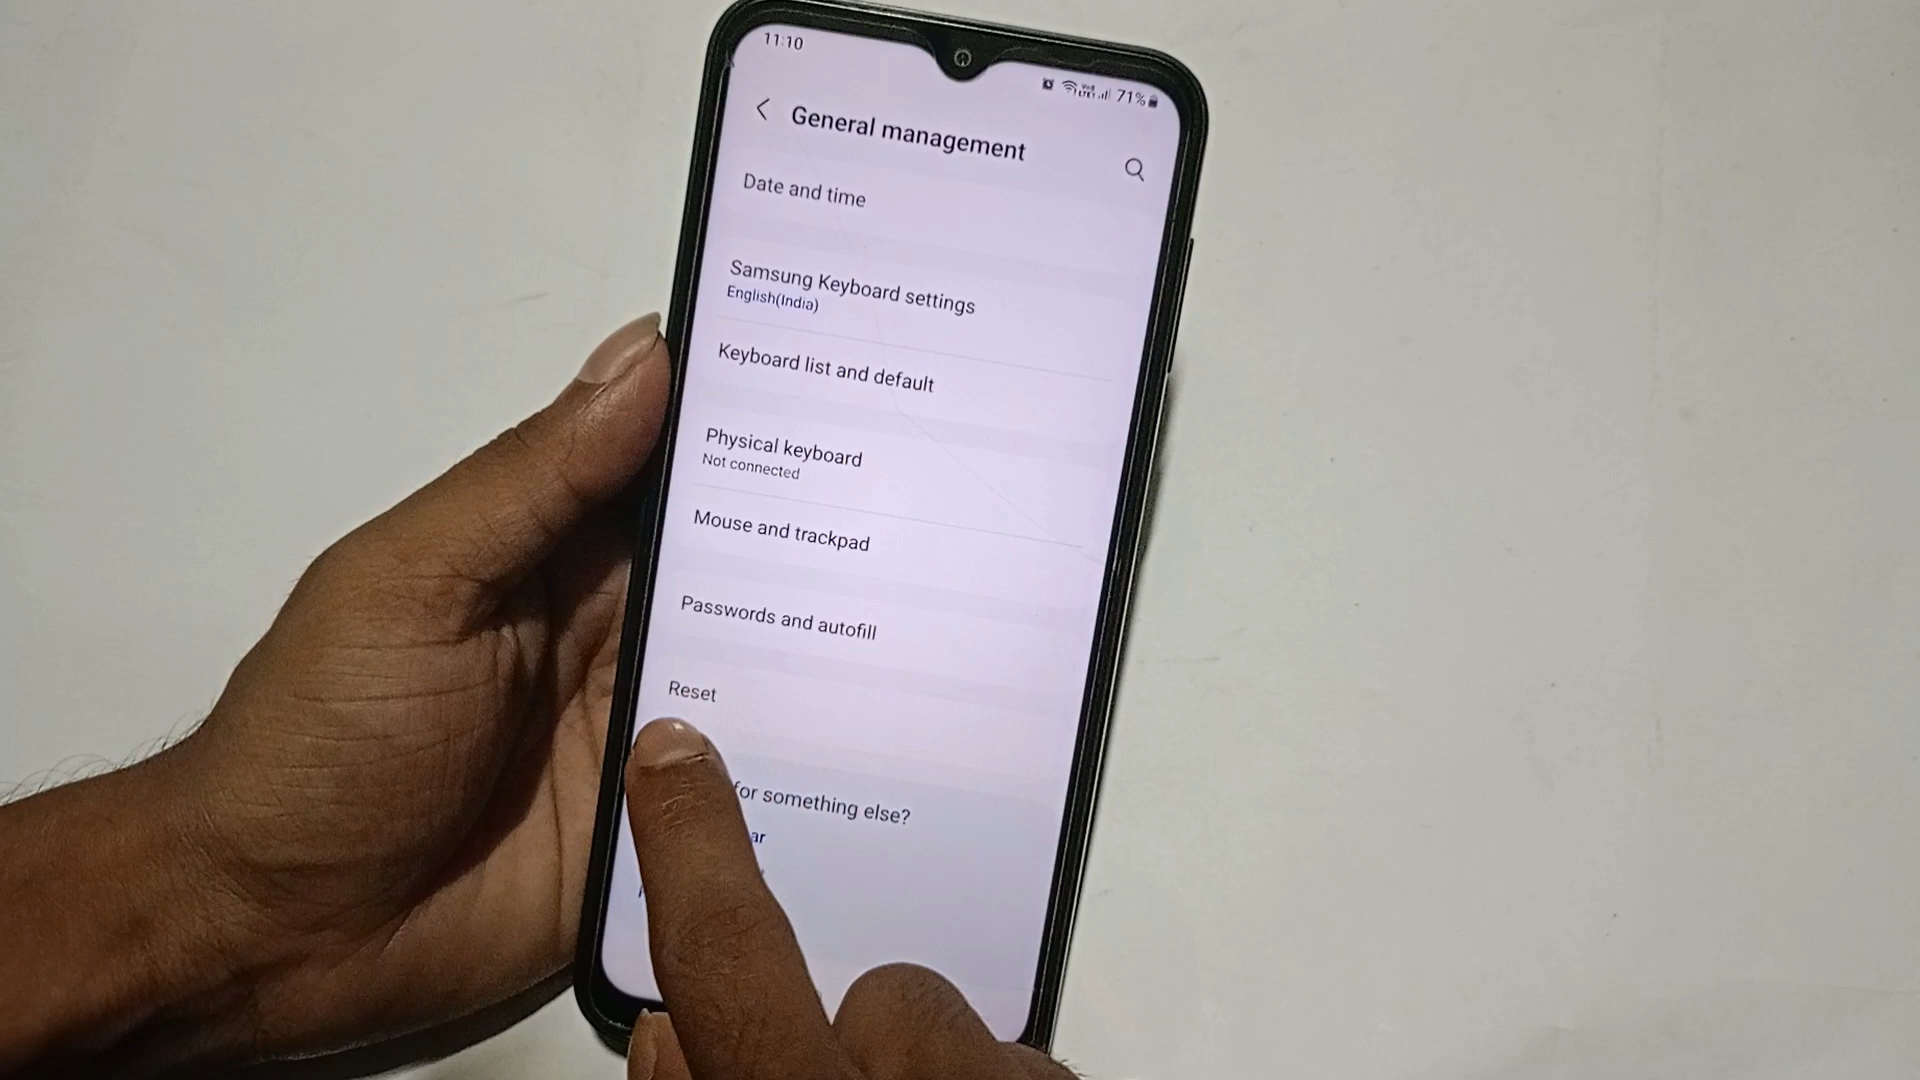 11:10
71%
General management
Date and time
Samsung Keyboard settings
English(India)
Keyboard list and default
Physical keyboard
Not connected
Mouse and trackpad
Passwords and autofill
Reset
for something else?